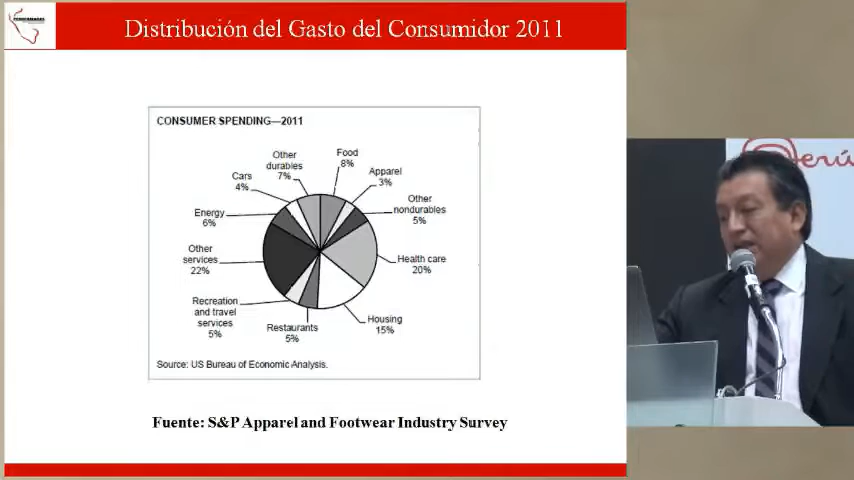 Distribución del Gasto del Consumidor 2011
CONSUMER SPENDING—2011
Food
8%
Apparel
3%
Other
nondurables
5%
Health care
20%
Housing
15%
Restaurants
5%
Recreation
and travel
services
5%
Other
services
22%
Energy
6%
Cars
4%
Other
durables
7%
Source: US Bureau of Economic Analysis.
Fuente: S&P Apparel and Footwear Industry Survey
Perú